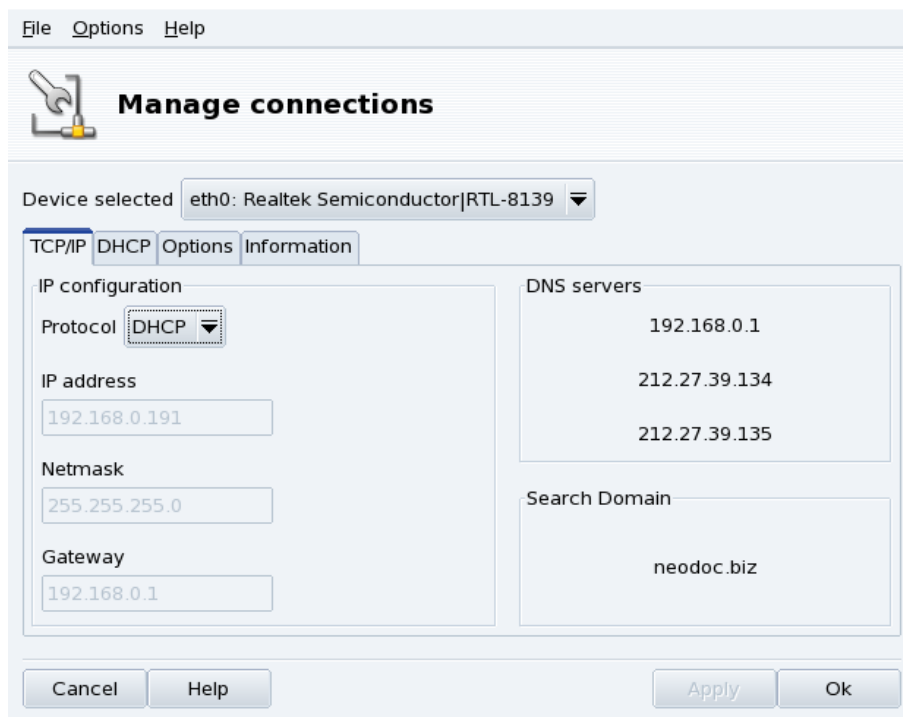 File Options Help
Manage connections
Device selected eth0: Realtek Semiconductor|RTL-8139
TCP/IP DHCP Options Information
IP configuration
Protocol DHCP
IP address
192.168.0.191
Netmask
255.255.255.0
Gateway
192.168.0.1
DNS servers
192.168.0.1
212.27.39.134
212.27.39.135
Search Domain
neodoc.biz
Cancel Help Apply Ok